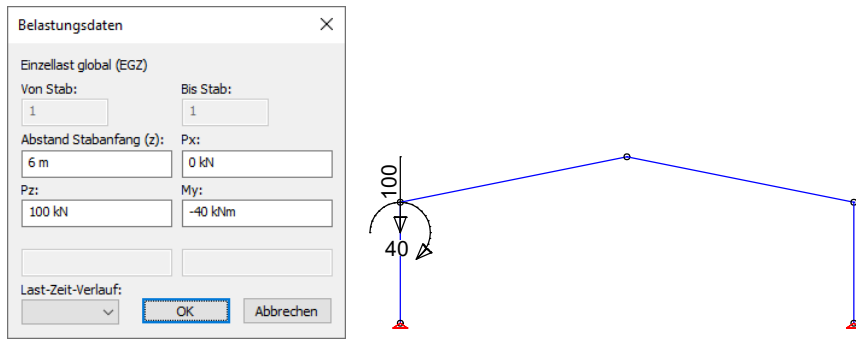 Belastungsdaten
Einzellast global (EGZ)
Von Stab: Bis Stab:
1 1
Abstand Stabanfang (z): Px:
6 m 0 kN
Pz: My:
100 kN -40 kNm
Last-Zeit-Verlauf:
OK Abbrechen
100
40